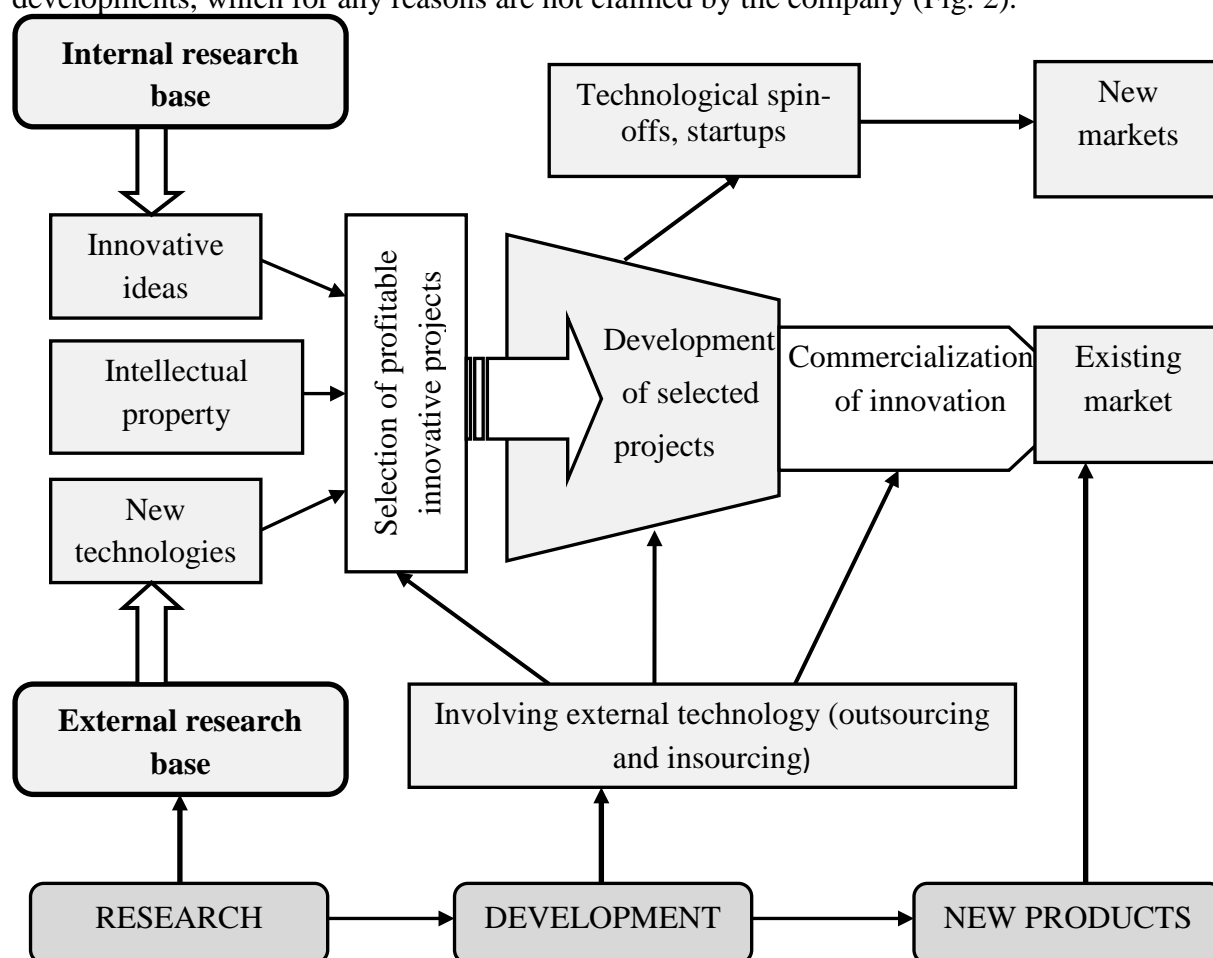 developments, which for any reasons are not claimed by the company (Fig. 2).
Internal research
base
Technological spin-
offs, startups
New
markets
Innovative
ideas
Intellectual
property
New
technologies
Selection of profitable
innovative projects
Development
of selected
projects
Commercialization
of innovation
Existing
market
External research
base
Involving external technology (outsourcing
and insourcing)
RESEARCH
DEVELOPMENT
NEW PRODUCTS